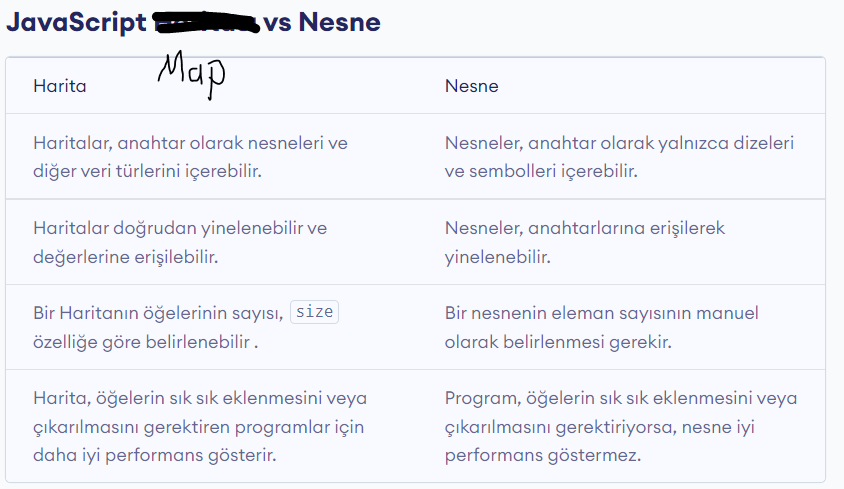 JavaScript vs Nesne
Map
Harita
Nesne
Haritalar, anahtar olarak nesneleri ve
diğer veri türlerini içerebilir.
Nesneler, anahtar olarak yalnızca dizeleri
ve sembolleri içerebilir.
Haritalar doğrudan yinelenebilir ve
değerlerine erişilebilir.
Nesneler, anahtarlarına erişilerek
yinelenebilir.
Bir Haritanın öğelerinin sayısı, size
özelliğe göre belirlenebilir .
Bir nesnenin eleman sayısının manuel
olarak belirlenmesi gerekir.
Harita, öğelerin sık sık eklenmesini veya
çıkarılmasını gerektiren programlar için
daha iyi performans gösterir.
Program, öğelerin sık sık eklenmesini veya
çıkarılmasını gerektiriyorsa, nesne iyi
performans göstermez.